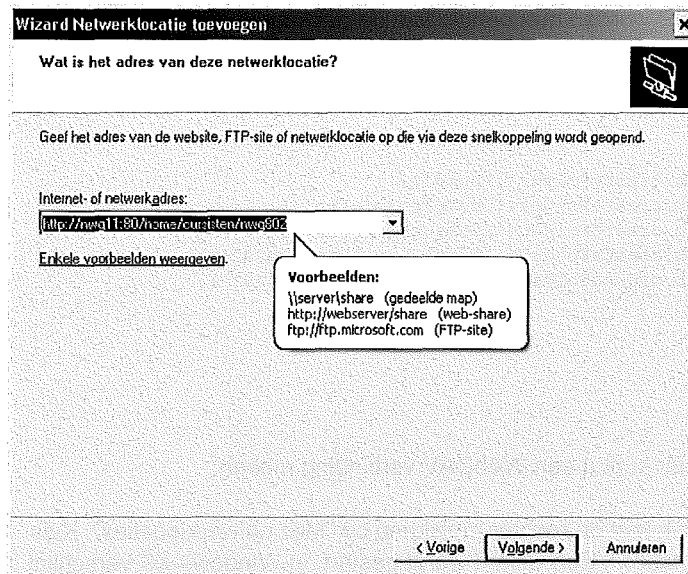 Wizard Netwerklocatie toevoegen
Wat is het adres van deze netwerklocatie?
Geef het adres van de website, FTP-site of netwerklocatie op die via deze snelkoppeling wordt geopend.
Internet- of netwerkadres:
http://nwg11:80/home/cursisten/nwg802
Enkele voorbeelden weergeven.
Voorbeelden:
\\server\share (gedeelde map)
http://webserver/share (web-share)
ftp://ftp.microsoft.com (FTP-site)
< Vorige Volgende > Annuleren